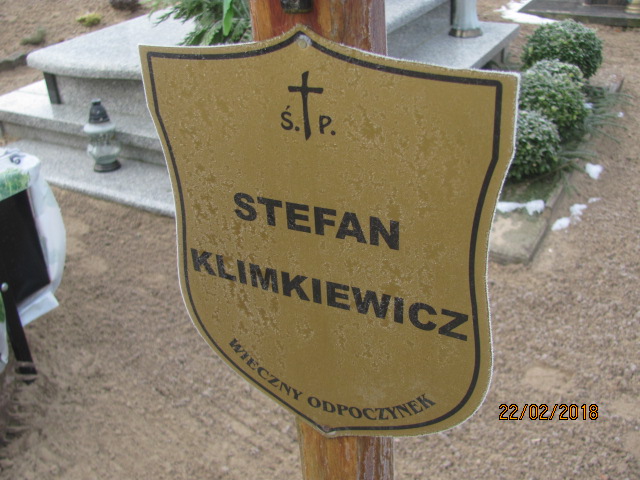 Ś. P.
STEFAN
KLIMKIEWICZ
WIECZNY ODPOCZYNEK
22/02/2018